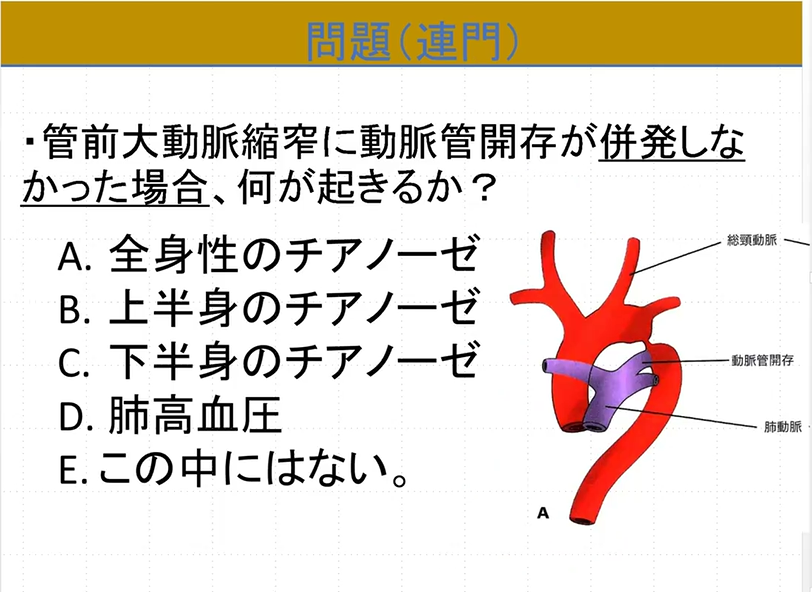 問題(連門)
・管前大動脈縮窄に動脈管開存が併発しな
かった場合、何が起きるか?
A. 全身性のチアノーゼ
B. 上半身のチアノーゼ
C. 下半身のチアノーゼ
D. 肺高血圧
E. この中にはない。
総頸動脈
動脈管開存
肺動脈
A